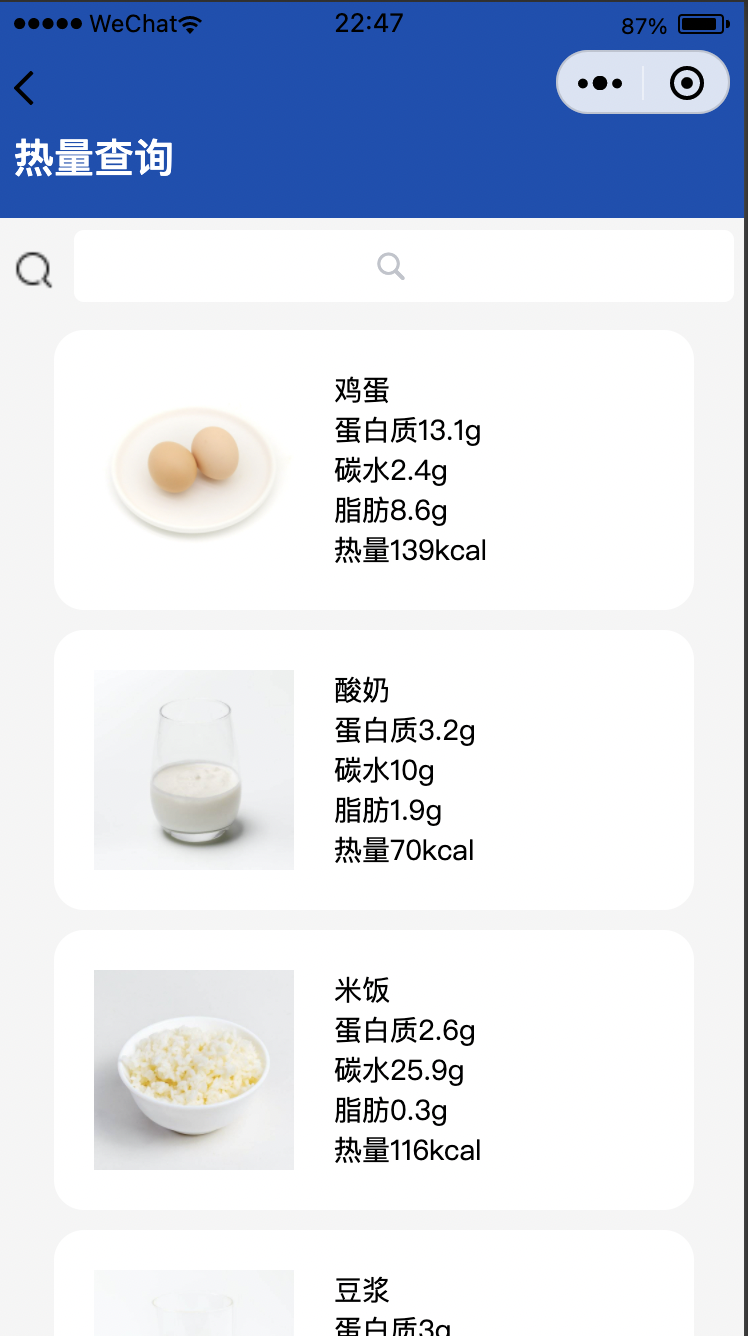 WeChat 22:47 87%
热量查询
鸡蛋
蛋白质13.1g
碳水2.4g
脂肪8.6g
热量139kcal
酸奶
蛋白质3.2g
碳水10g
脂肪1.9g
热量70kcal
米饭
蛋白质2.6g
碳水25.9g
脂肪0.3g
热量116kcal
豆浆
蛋白质3g